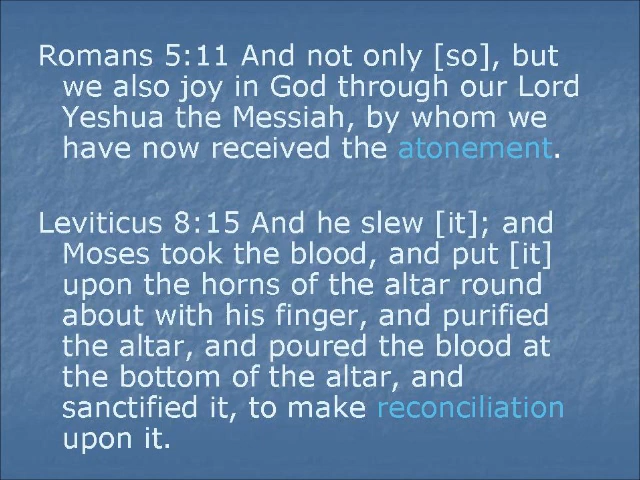 Romans 5:11 And not only [so], but
we also joy in God through our Lord
Yeshua the Messiah, by whom we
have now received the atonement.
Leviticus 8:15 And he slew [it]; and
Moses took the blood, and put [it]
upon the horns of the altar round
about with his finger, and purified
the altar, and poured the blood at
the bottom of the altar, and
sanctified it, to make reconciliation
upon it.